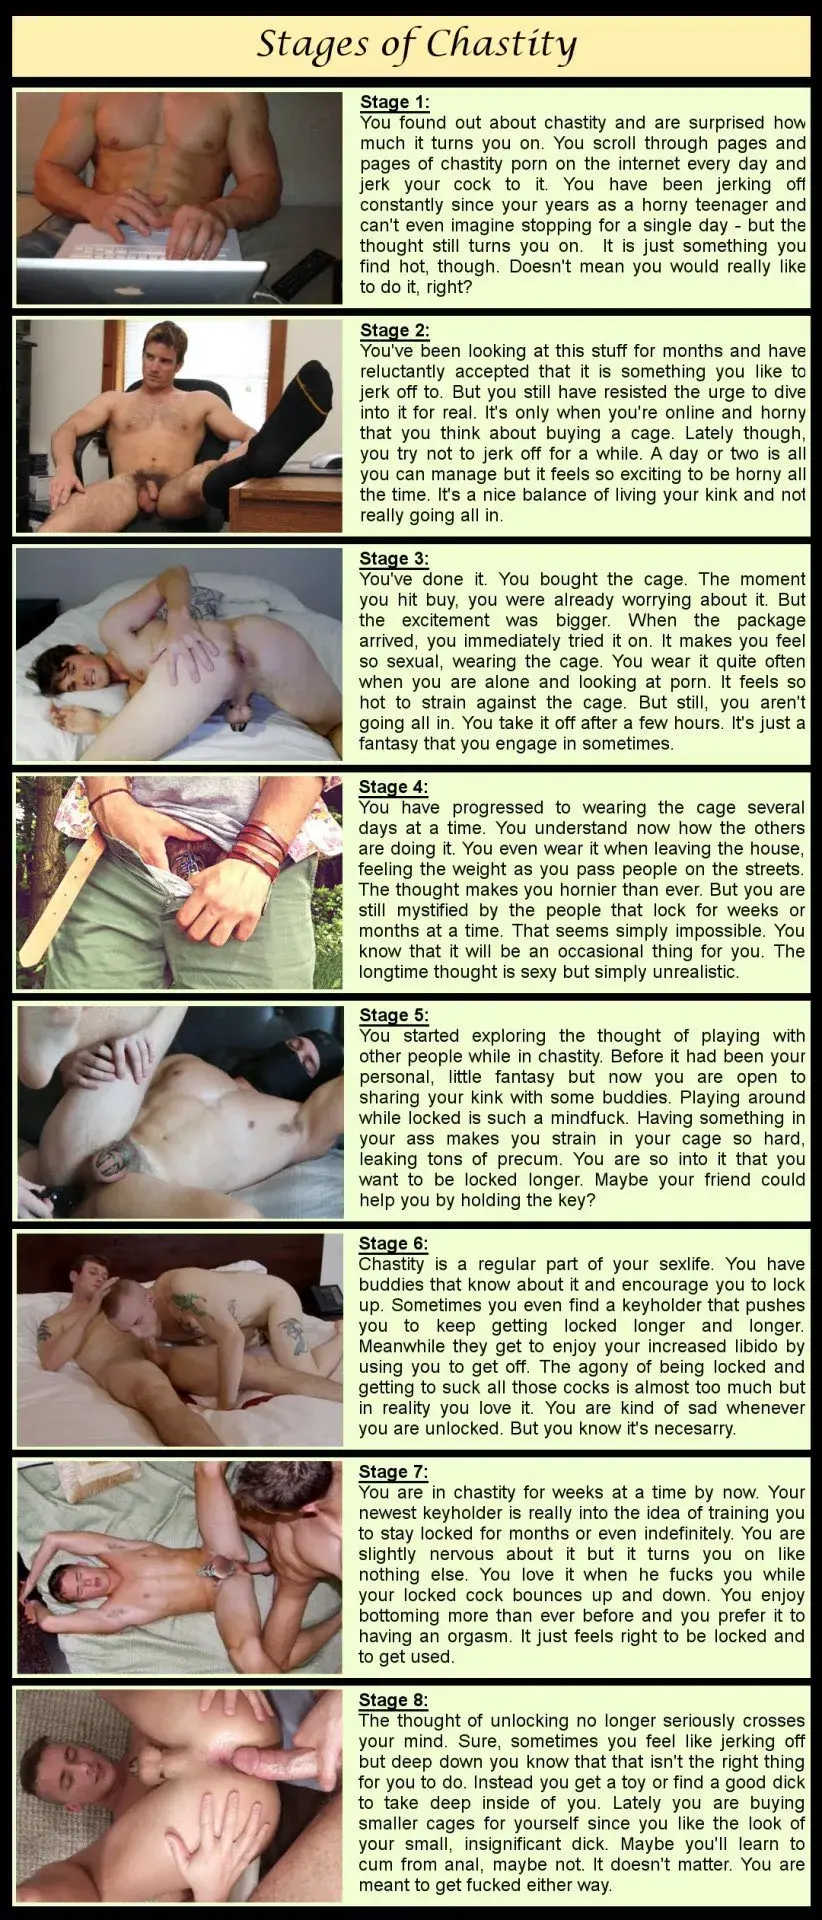 Stages of Chastity
Stage 1:
You found out about chastity and are surprised how
much it turns you on. You scroll through pages and
pages of chastity porn on the internet every day and
jerk your cock to it. You have been jerking off
constantly since your years as a horny teenager and
can't even imagine stopping for a single day - but the
thought still turns you on. It is just something you
find hot, though. Doesn't mean you would really like
to do it, right?
Stage 2:
You've been looking at this stuff for months and have
reluctantly accepted that it is something you like to
jerk off to. But you still have resisted the urge to dive
into it for real. It's only when you're online and horny
that you think about buying a cage. Lately though,
you try not to jerk off for a while. A day or two is all
you can manage but it feels so exciting to be horny all
the time. It's a nice balance of living your kink and not
really going all in.
Stage 3:
You've done it. You bought the cage. The moment
you hit buy, you were already worrying about it. But
the excitement was bigger. When the package
arrived, you immediately tried it on. It makes you feel
so sexual, wearing the cage. You wear it quite often
when you are alone and looking at porn. It feels so
hot to strain against the cage. But still, you aren't
going all in. You take it off after a few hours. It's just a
fantasy that you engage in sometimes.
Stage 4:
You have progressed to wearing the cage several
days at a time. You understand now how the others
are doing it. You even wear it when leaving the house,
feeling the weight as you pass people on the streets.
The thought makes you hornier than ever. But you are
still mystified by the people that lock for weeks or
months at a time. That seems simply impossible. You
know that it will be an occasional thing for you. The
longtime thought is sexy but simply unrealistic.
Stage 5:
You started exploring the thought of playing with
other people while in chastity. Before it had been your
personal, little fantasy but now you are open to
sharing your kink with some buddies. Playing around
while locked is such a mindfuck. Having something in
your ass makes you strain in your cage so hard,
leaking tons of precum. You are so into it that you
want to be locked longer. Maybe your friend could
help you by holding the key?
Stage 6:
Chastity is a regular part of your sexlife. You have
buddies that know about it and encourage you to lock
up. Sometimes you even find a keyholder that pushes
you to keep getting locked longer and longer.
Meanwhile they get to enjoy your increased libido by
using you to get off. The agony of being locked and
getting to suck all those cocks is almost too much but
in reality you love it. You are kind of sad whenever
you are unlocked. But you know it's necesarry.
Stage 7:
You are in chastity for weeks at a time by now. Your
newest keyholder is really into the idea of training you
to stay locked for months or even indefinitely. You are
slightly nervous about it but it turns you on like
nothing else. You love it when he fucks you while
your locked cock bounces up and down. You enjoy
bottoming more than ever before and you prefer it to
having an orgasm. It just feels right to be locked and
to get used.
Stage 8:
The thought of unlocking no longer seriously crosses
your mind. Sure, sometimes you feel like jerking off
but deep down you know that that isn't the right thing
for you to do. Instead you get a toy or find a good dick
to take deep inside of you. Lately you are buying
smaller cages for yourself since you like the look of
your small, insignificant dick. Maybe you'll learn to
cum from anal, maybe not. It doesn't matter. You are
meant to get fucked either way.